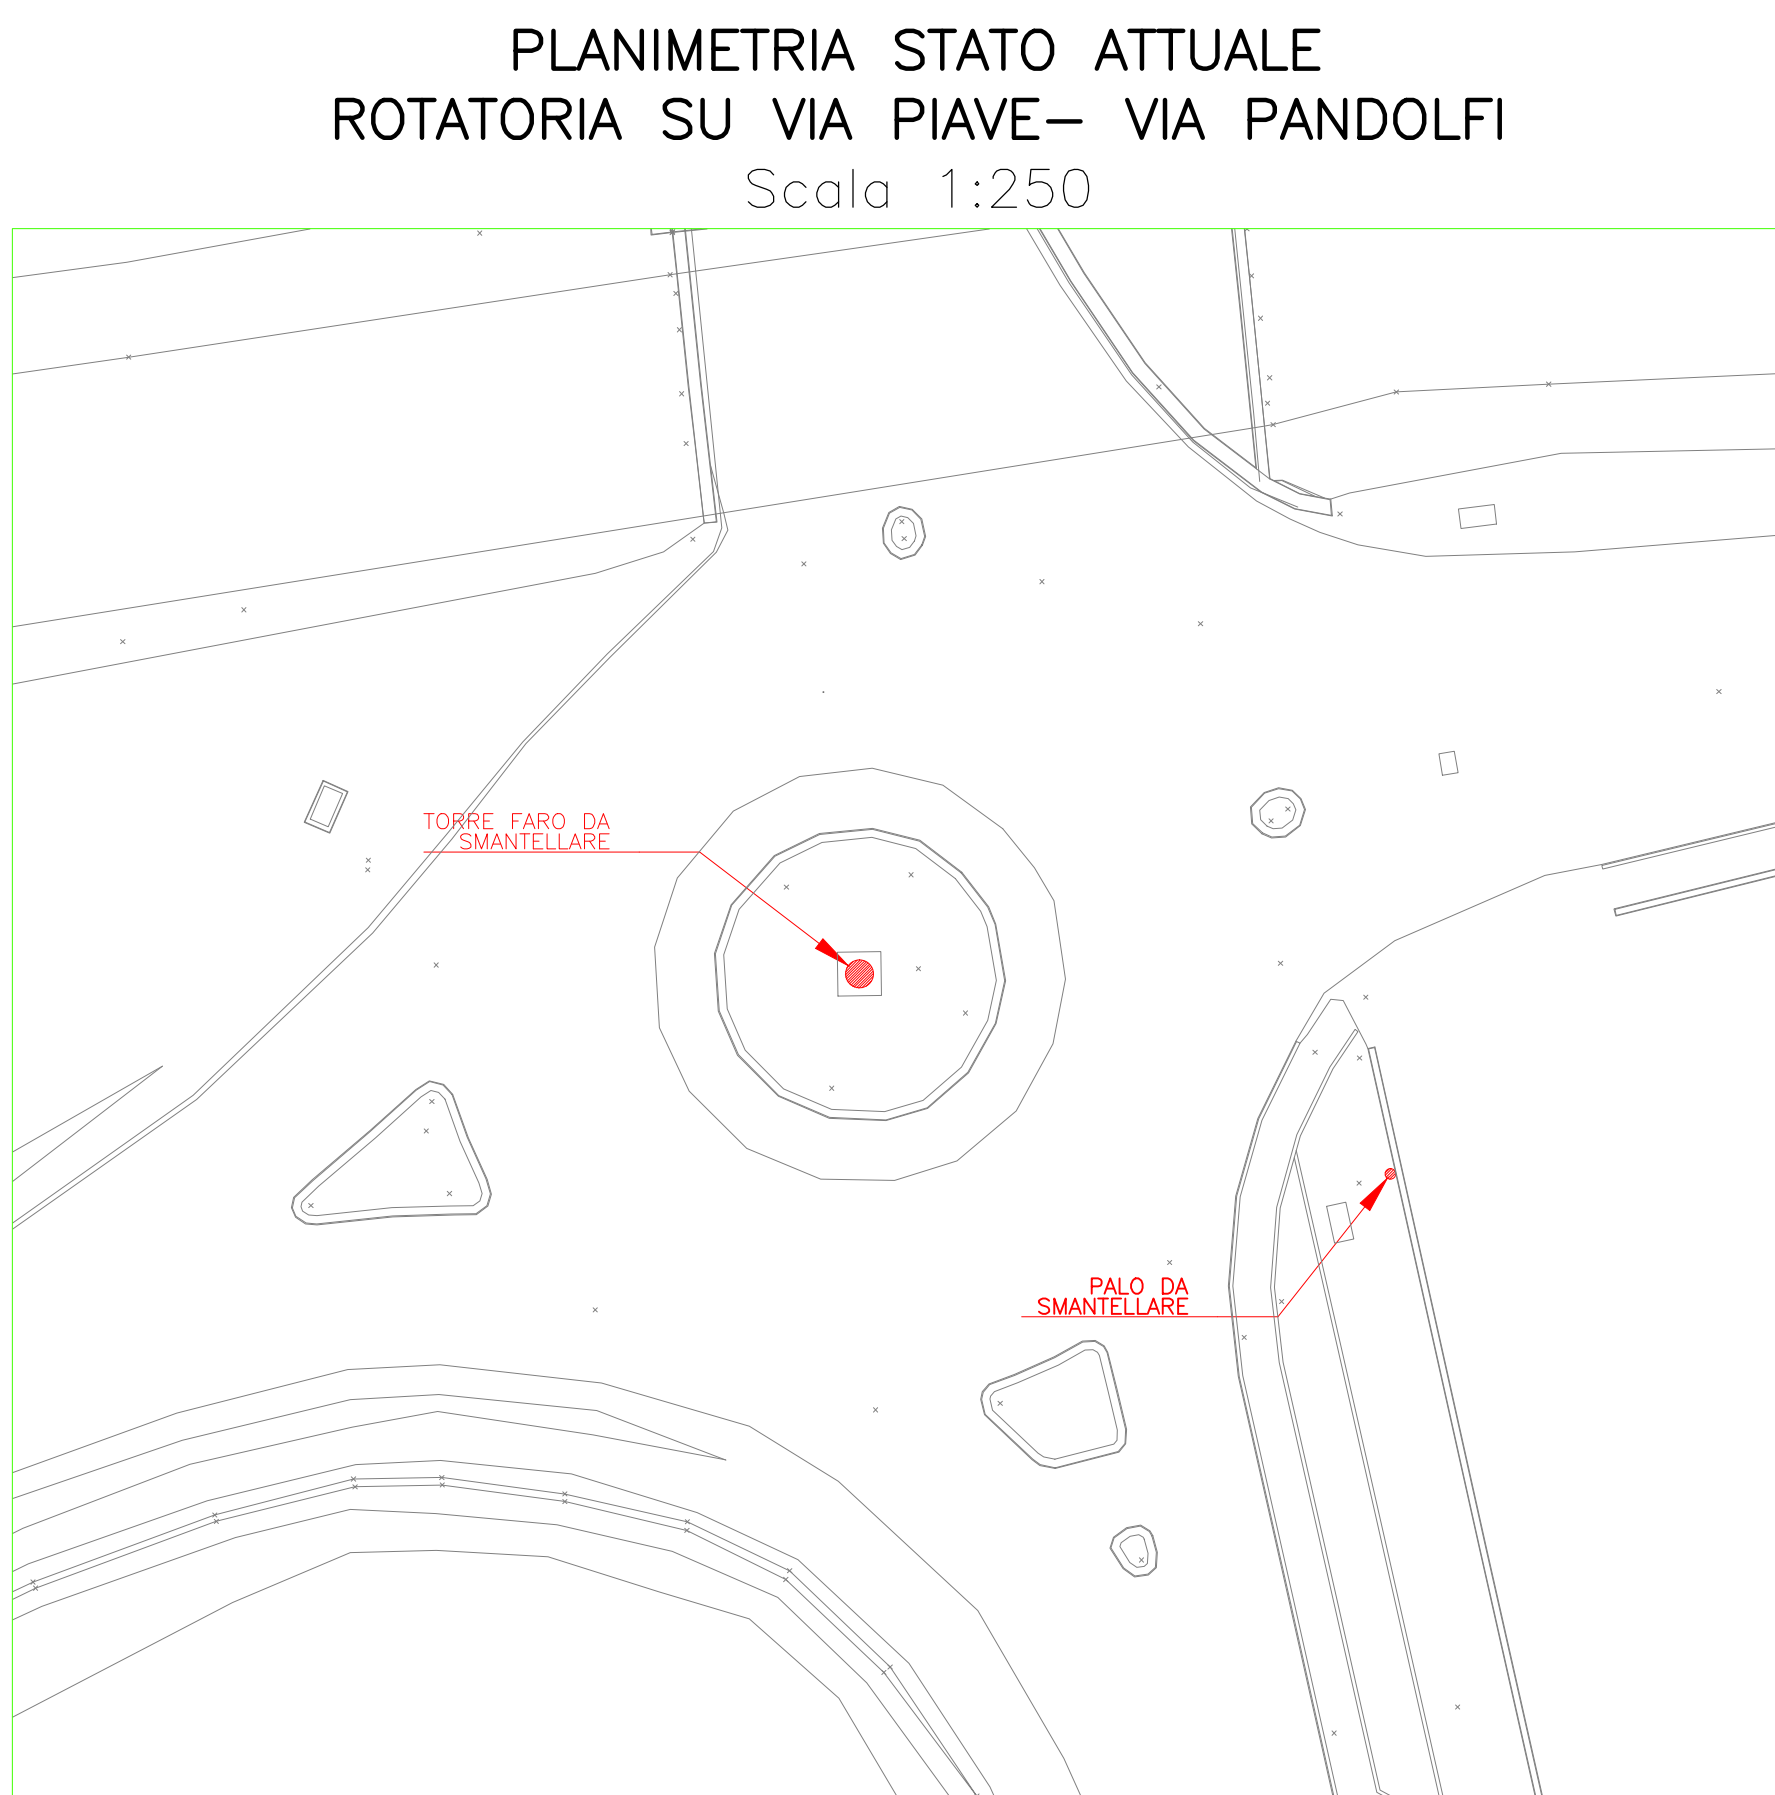 PLANIMETRIA STATO ATTUALE
ROTATORIA SU VIA PIAVE- VIA PANDOLFI
Scala 1:250
TORRE FARO DA
SMANTELLARE
PALO DA
SMANTELLARE